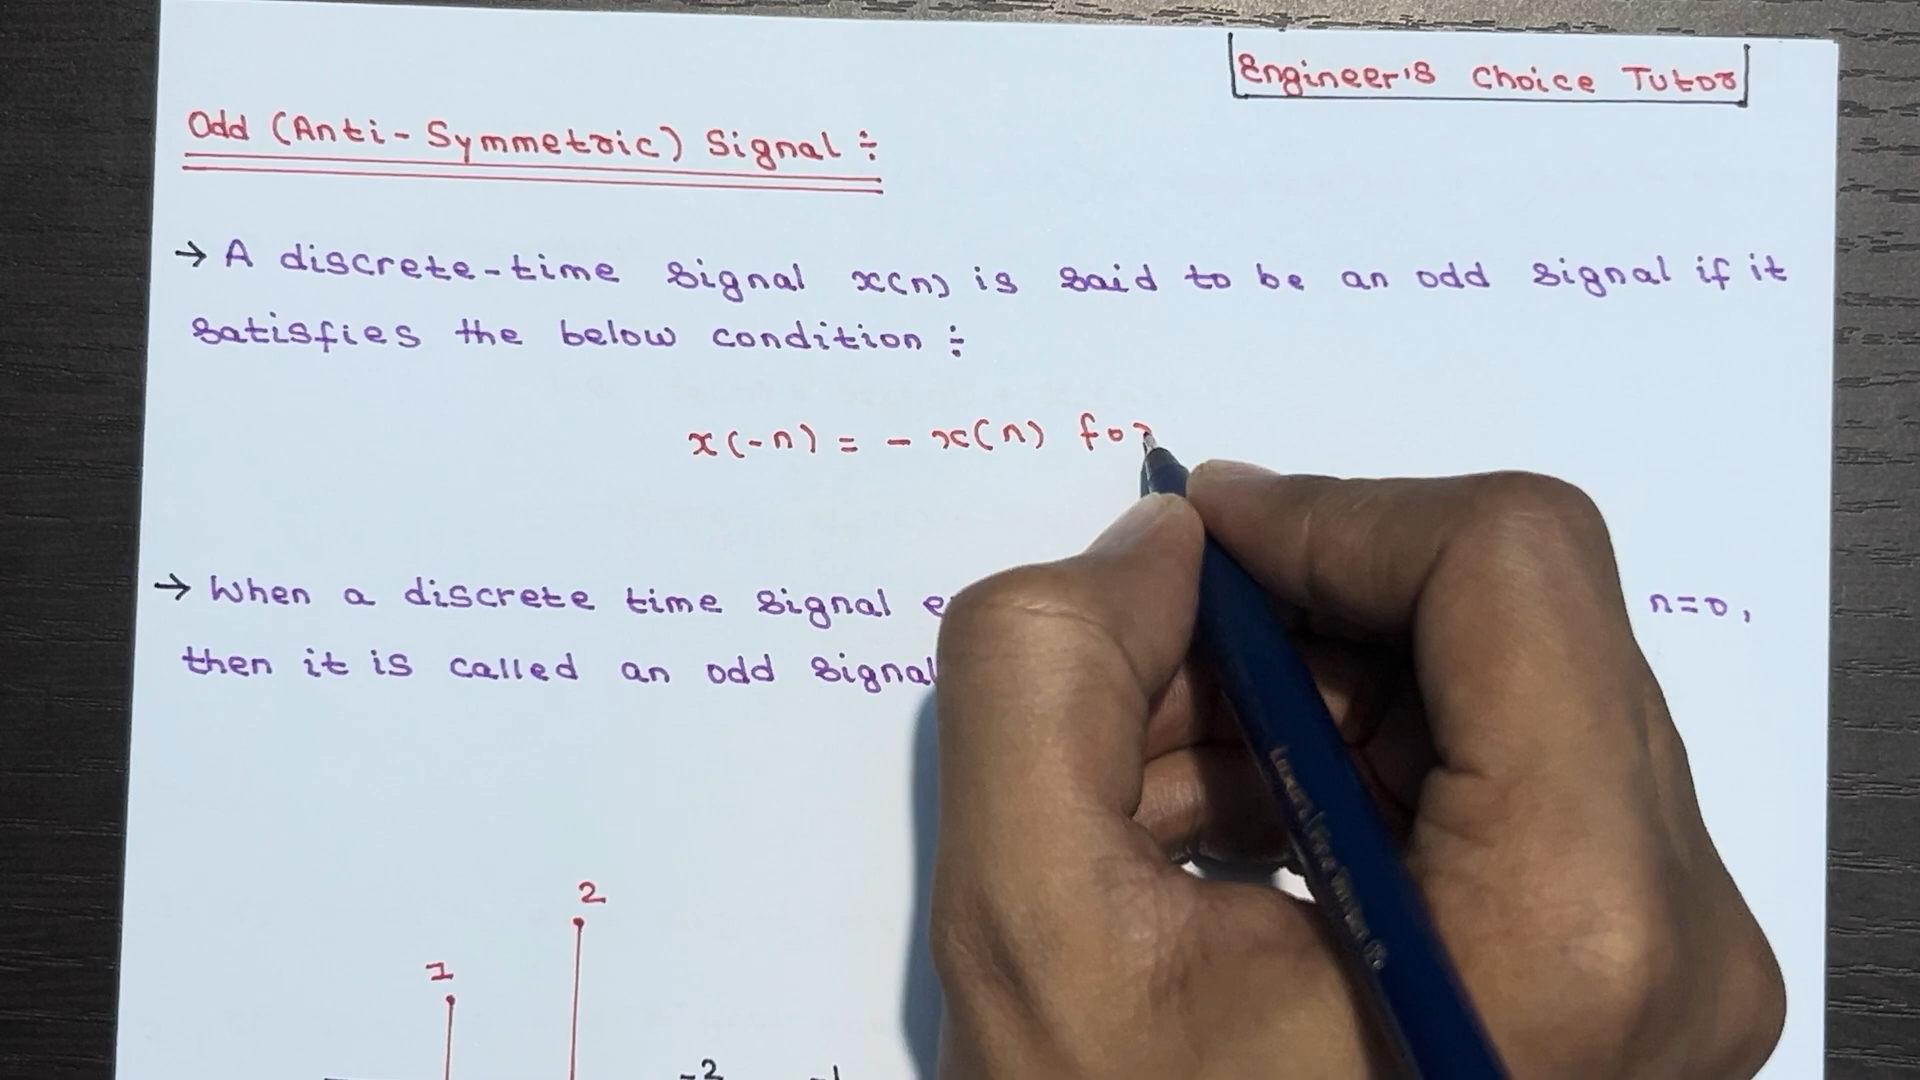 Engineer's Choice Tutor
Odd (Anti-Symmetric) Signal ÷
→ A discrete-time signal x(n) is said to be an odd signal if it
satisfies the below condition ÷
x(-n) = - x(n) for
→ When a discrete time signal n=0,
then it is called an odd signal
2
1
-2 -1